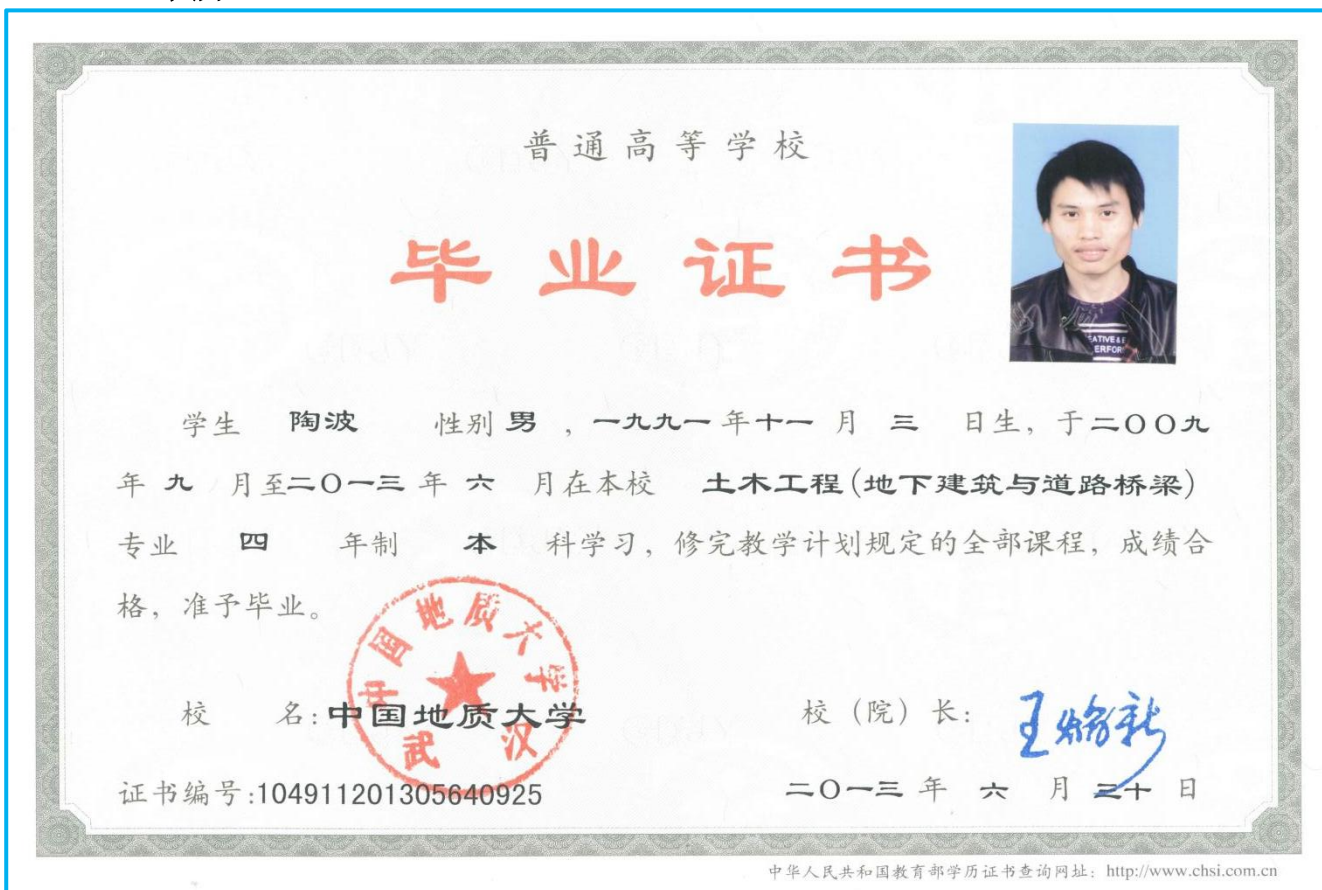 普通高等学校
毕业证书
学生 陶波 性别 男 ，一九九一 年 十一 月 三 日生，于二〇〇九
年 九 月至二〇一三 年 六 月在本校 土木工程(地下建筑与道路桥梁)
专业 四 年制 本 科学习，修完教学计划规定的全部课程，成绩合
格，准予毕业。
中国地质大学
武汉
校 名:中国地质大学 校（院）长:
证书编号:104911201305640925 二〇一三 年 六 月 三十 日
中华人民共和国教育部学历证书查询网址: http://www.chsi.com.cn